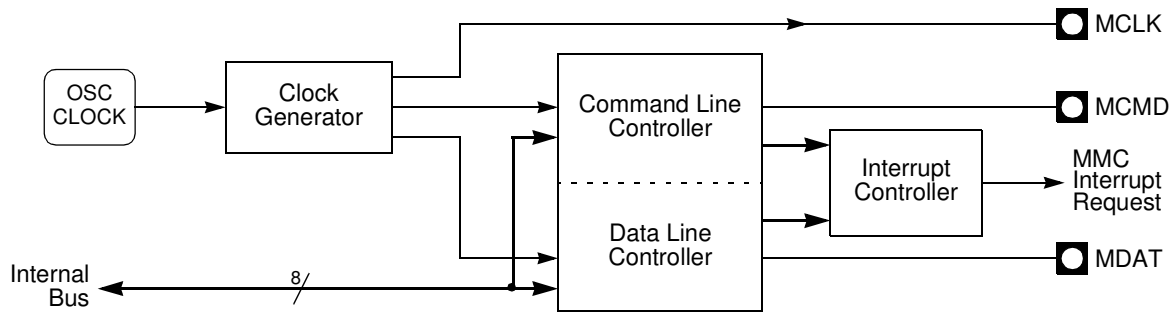 MCLK
OSC
CLOCK
Clock
Generator
Command Line
Controller
MCMD
Interrupt
Controller
MMC
Interrupt
Request
Data Line
Controller
MDAT
Internal
Bus
8